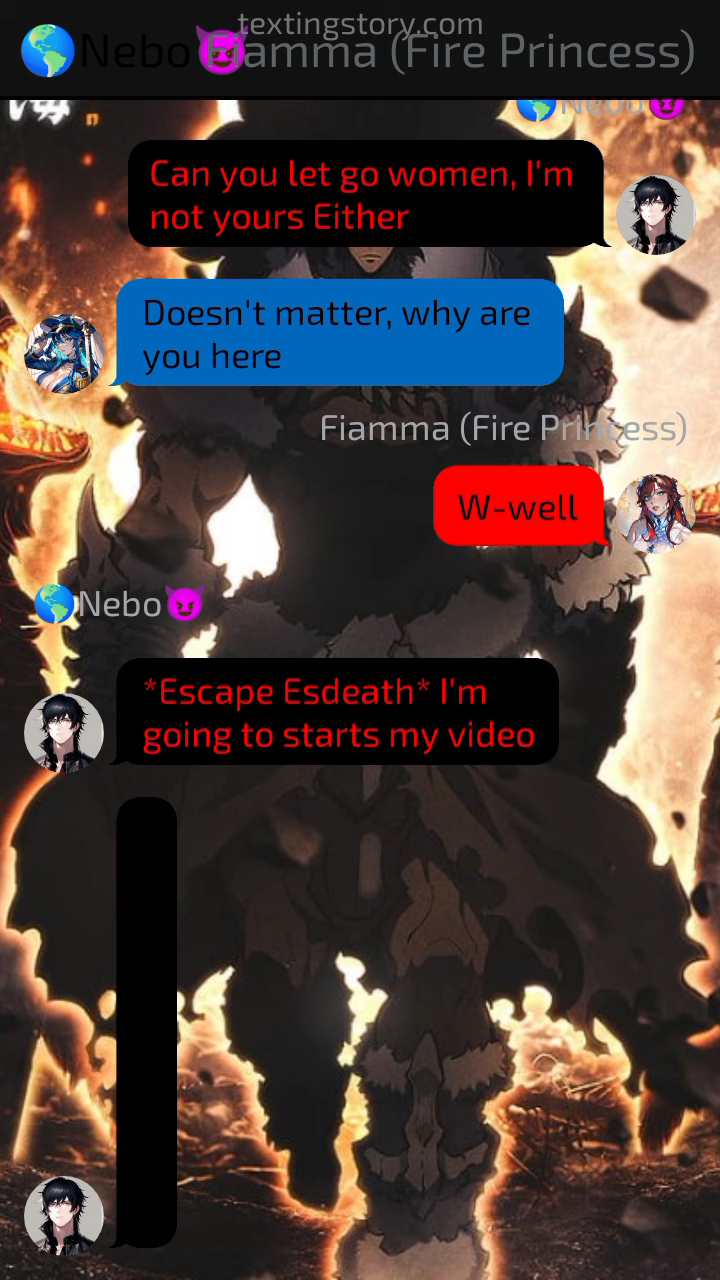 textingstory.com
🌎Nebo😈
Fiamma (Fire Princess)
🌎Nebo😈
Can you let go women, I'm
not yours Either
Doesn't matter, why are
you here
Fiamma (Fire Princess)
W-well
🌎Nebo😈
*Escape Esdeath* I'm
going to starts my video